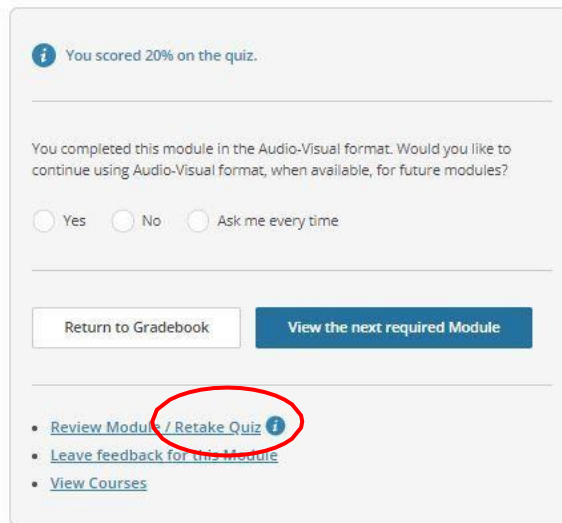 You scored 20% on the quiz.
You completed this module in the Audio-Visual format. Would you like to
continue using Audio-Visual format, when available, for future modules?
Yes No Ask me every time
Return to Gradebook View the next required Module
Review Module / Retake Quiz
Leave feedback for this Module
View Courses